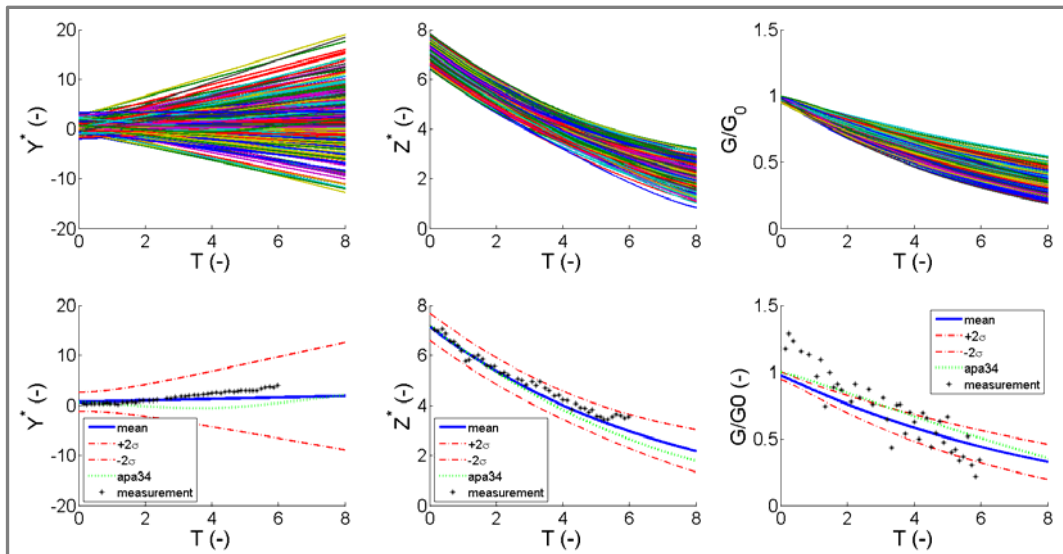 20
10
0
-10
-20
Y* (-)
0 2 4 6 8
T (-)
8
6
4
2
0
Z* (-)
0 2 4 6 8
T (-)
1.5
1
0.5
0
G/G0
0 2 4 6 8
T (-)
20
10
0
-10
-20
Y* (-)
mean
+2σ
-2σ
apa34
measurement
0 2 4 6 8
T (-)
8
6
4
2
0
Z* (-)
mean
+2σ
-2σ
apa34
measurement
0 2 4 6 8
T (-)
1.5
1
0.5
0
G/G0 (-)
mean
+2σ
-2σ
apa34
measurement
0 2 4 6 8
T (-)